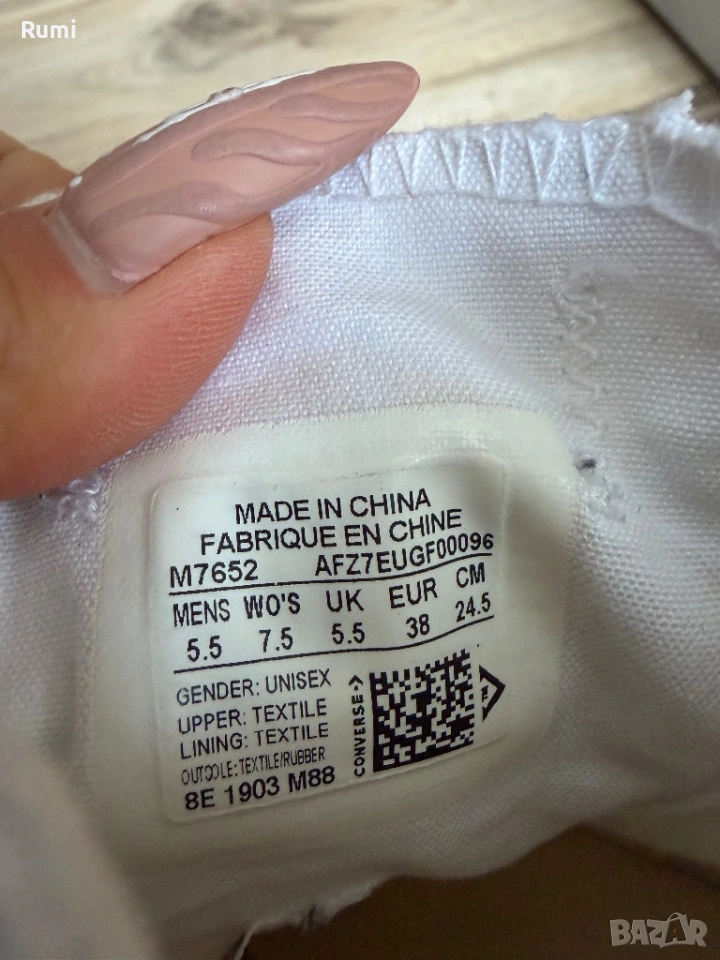 Rumi
MADE IN CHINA
FABRIQUE EN CHINE
M7652 AFZ7EUGF00096
MENS WO'S UK EUR CM
5.5 7.5 5.5 38 24.5
GENDER: UNISEX
UPPER: TEXTILE
LINING: TEXTILE
OUTSOLE: TEXTILE/RUBBER
8E 1903 M88
CONVERSE->
BAZAR